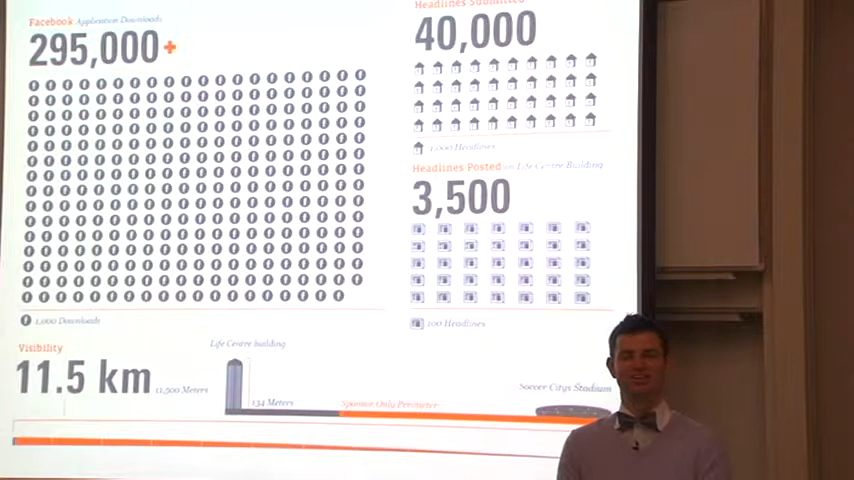 Facebook Application Downloads
295,000+
1,000 Downloads
Headlines Submitted
40,000
1,000 Headlines
Headlines Posted on Life Centre Building
3,500
100 Headlines
Visibility
11.5 km
11,500 Meters
Life Centre building
134 Meters
Sponsor Only Perimeter
Soccer Citys Stadium